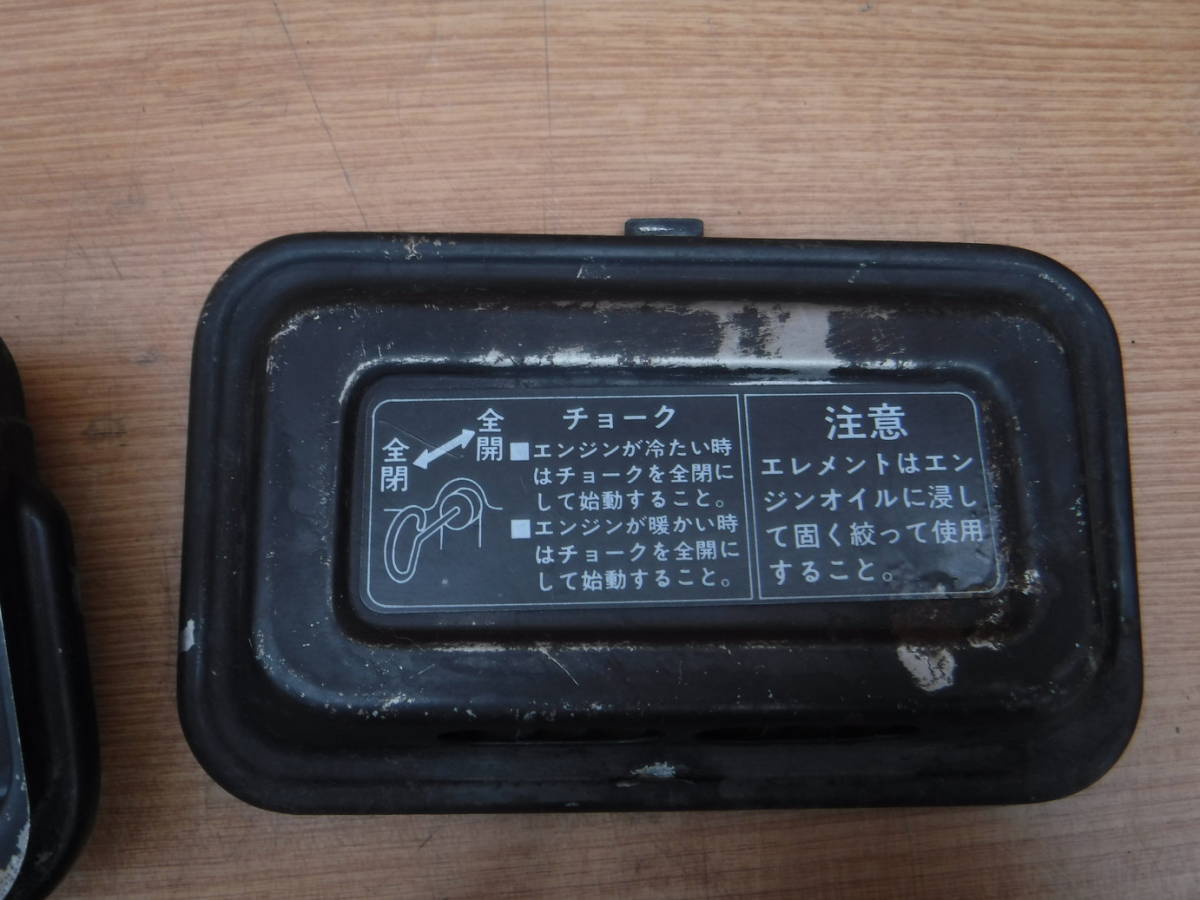 全開
全閉
チョーク
■エンジンが冷たい時
はチョークを全閉に
して始動すること。
■エンジンが暖かい時
はチョークを全開に
して始動すること。
注意
エレメントはエン
ジンオイルに浸し
て固く絞って使用
すること。